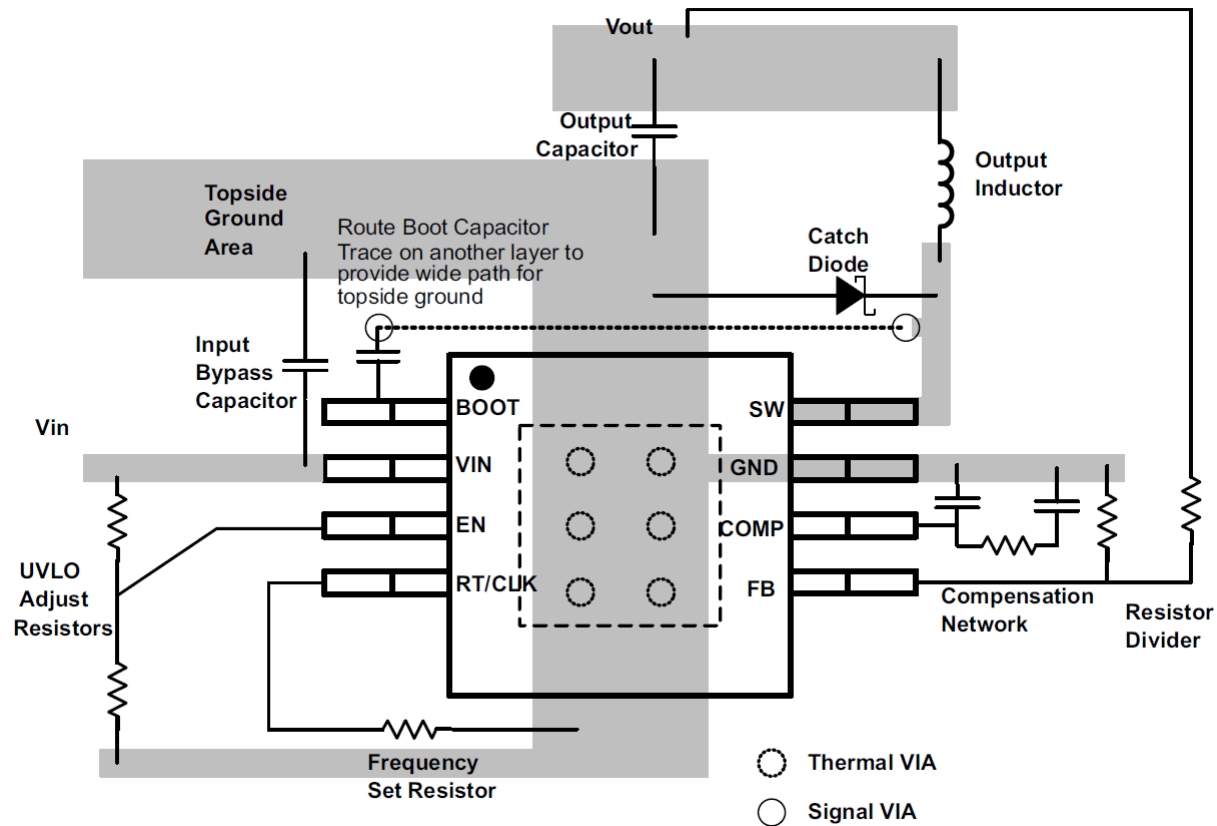 Vout
Output
Capacitor
Output
Inductor
Topside
Ground
Area
Route Boot Capacitor
Trace on another layer to
provide wide path for
topside ground
Catch
Diode
Input
Bypass
Capacitor
Vin
BOOT
VIN
EN
RT/CLK
SW
GND
COMP
FB
UVLO
Adjust
Resistors
Compensation
Network
Resistor
Divider
Frequency
Set Resistor
Thermal VIA
Signal VIA